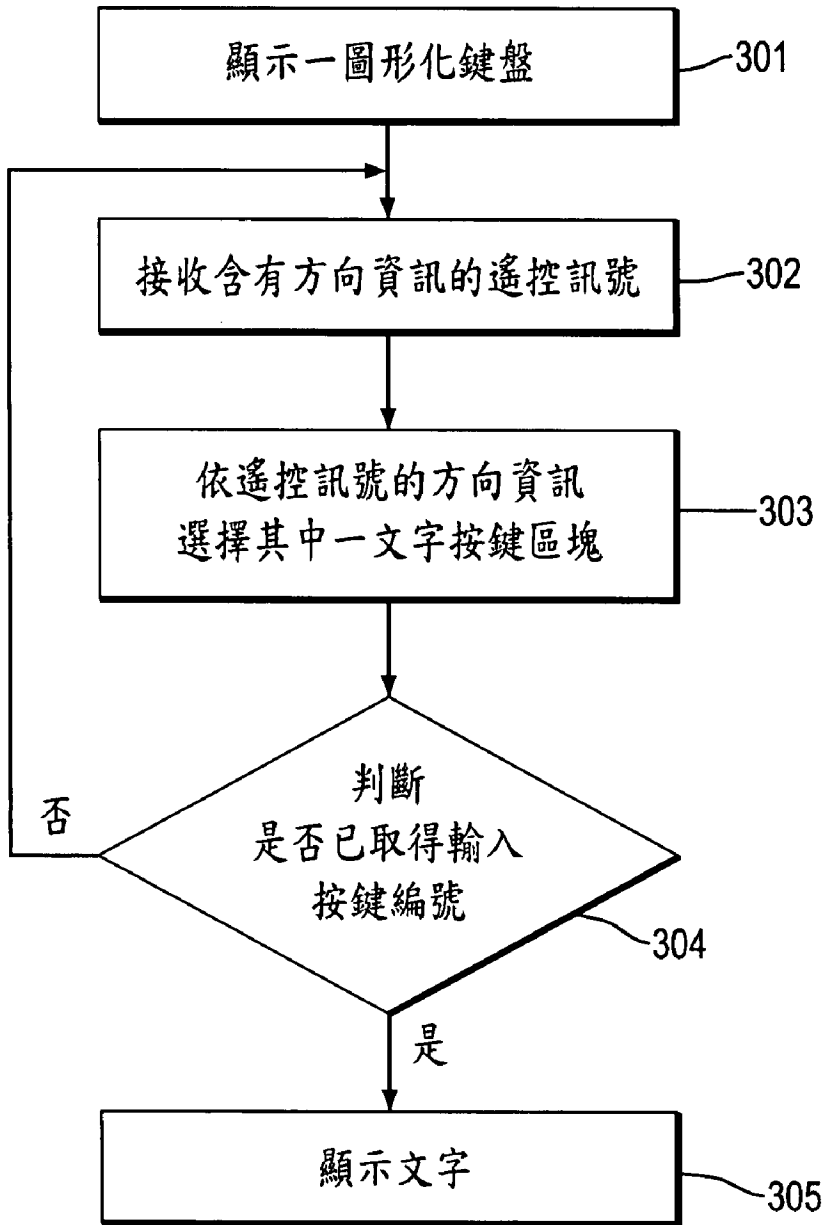 顯示一圖形化鍵盤
301
接收含有方向資訊的遙控訊號
302
依遙控訊號的方向資訊
選擇其中一文字按鍵區塊
303
判斷
是否已取得輸入
按鍵編號
304
否
是
顯示文字
305